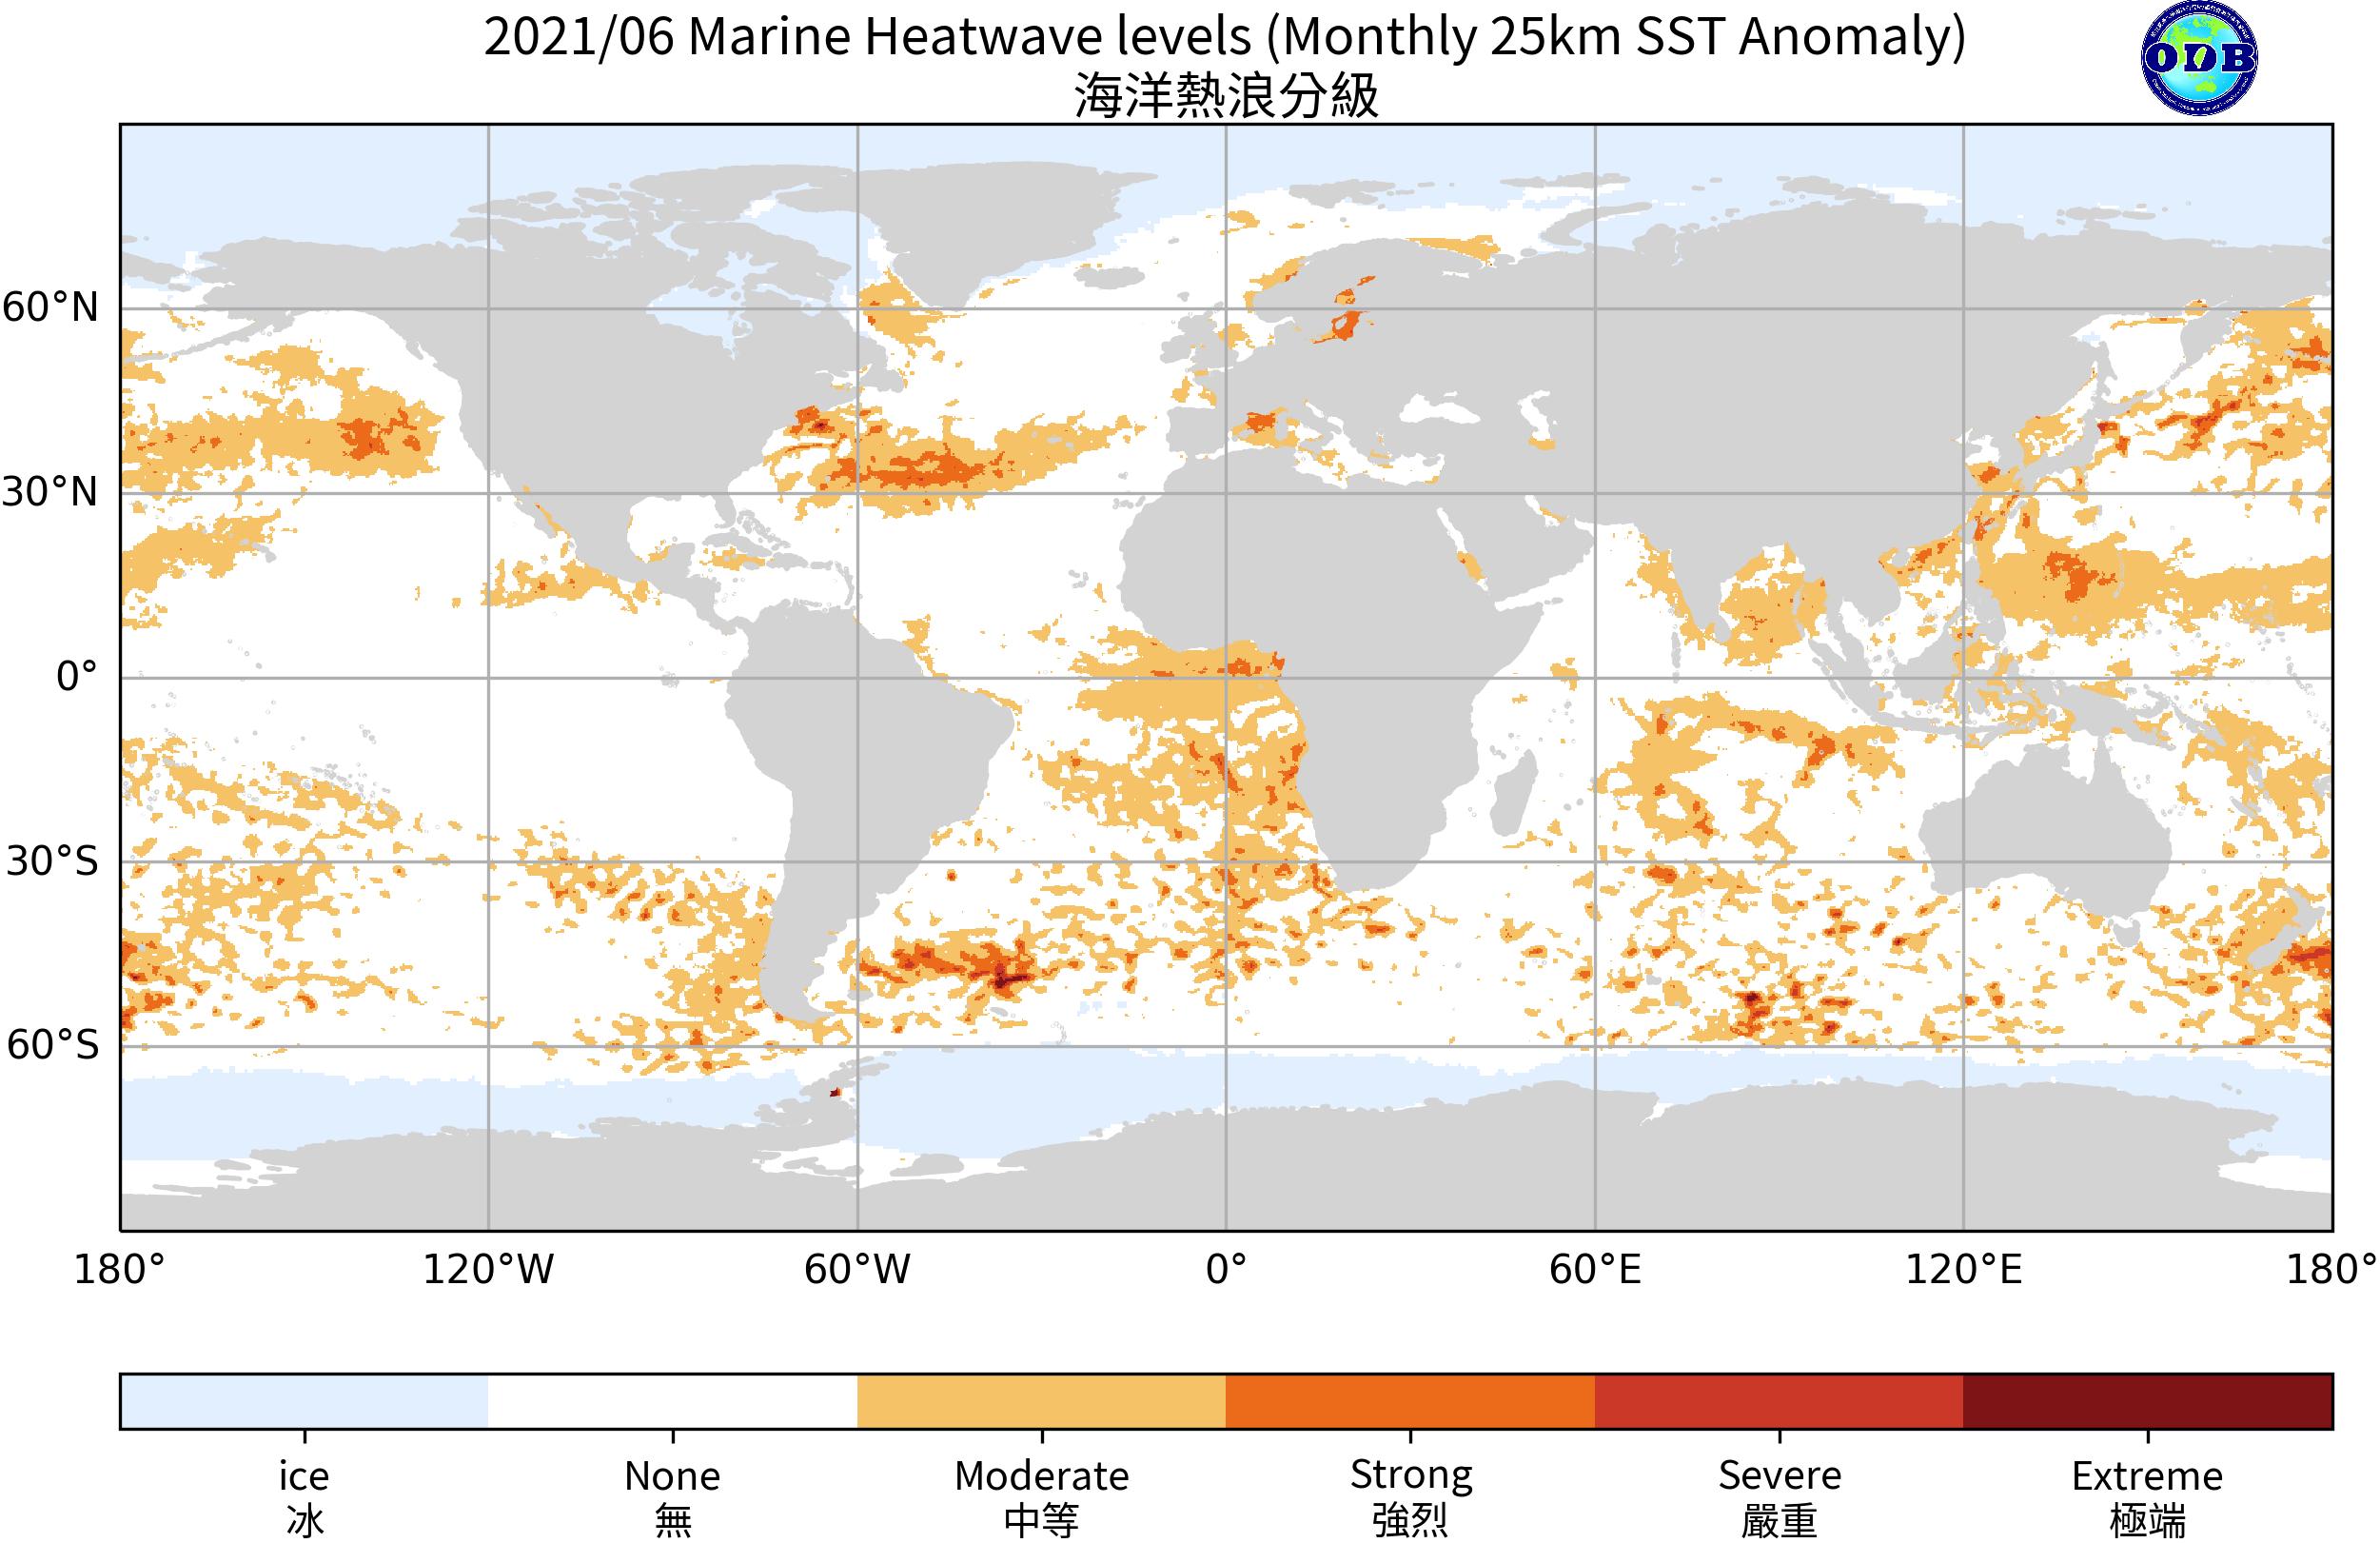 2021/06 Marine Heatwave levels (Monthly 25km SST Anomaly)
海洋熱浪分級
ODB
60°N
30°N
0°
30°S
60°S
180° 120°W 60°W 0° 60°E 120°E 180°
ice None Moderate Strong Severe Extreme
冰 無 中等 強烈 嚴重 極端